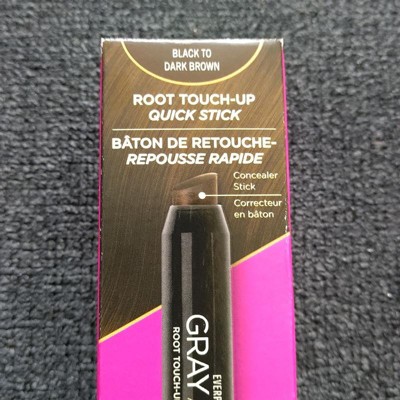 BLACK TO
DARK BROWN
ROOT TOUCH-UP
QUICK STICK
BÂTON DE RETOUCHE-
REPOUSSE RAPIDE
Concealer
Stick
Correcteur
en bâton
GRAY
ROOT TOUCH-U